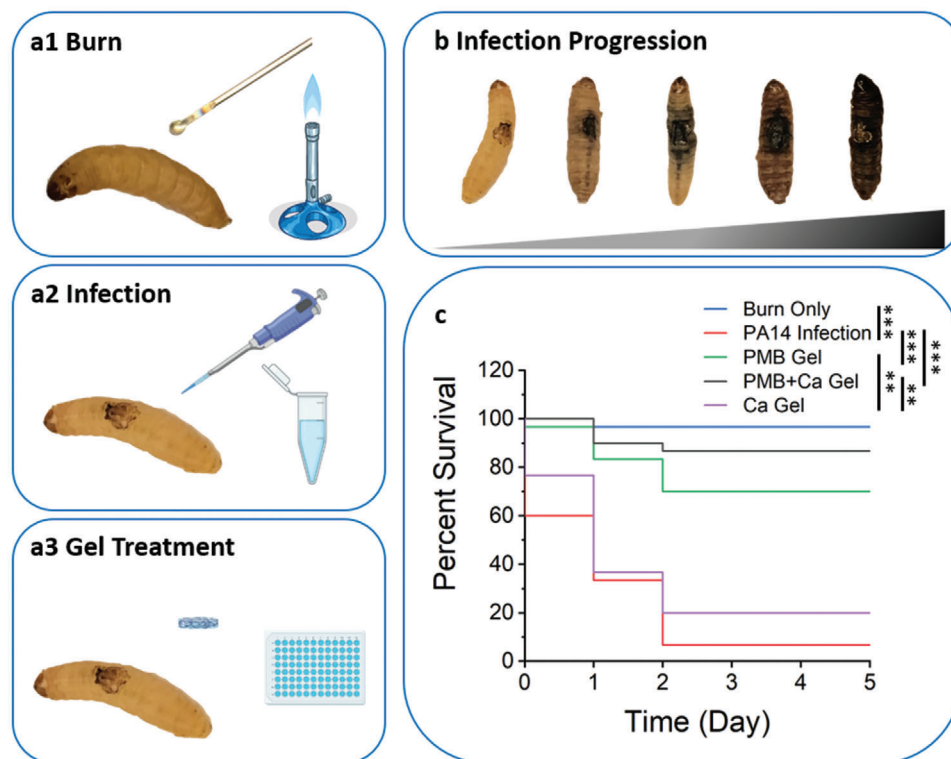 a1 Burn
b Infection Progression
a2 Infection
a3 Gel Treatment
c
Burn Only
PA14 Infection
PMB Gel
PMB+Ca Gel
Ca Gel
***
***
***
**
**
120
100
80
60
40
20
0
Percent Survival
0 1 2 3 4 5
Time (Day)